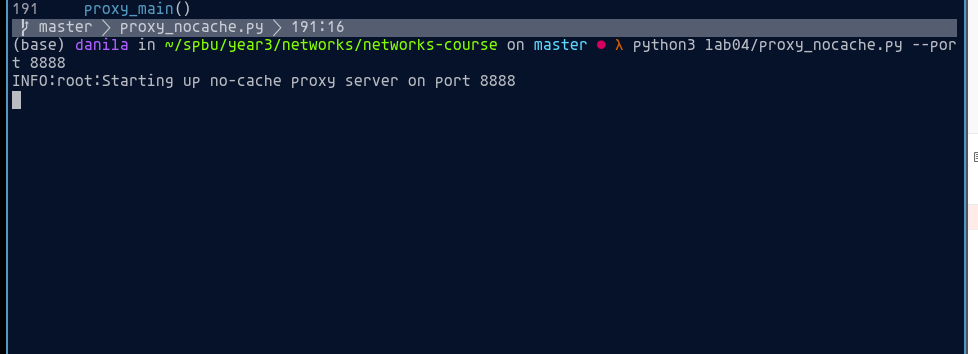 191     proxy_main()
master > proxy_nocache.py > 191:16
(base) danila in ~/spbu/year3/networks/networks-course on master ● λ python3 lab04/proxy_nocache.py --por
t 8888
INFO:root:Starting up no-cache proxy server on port 8888